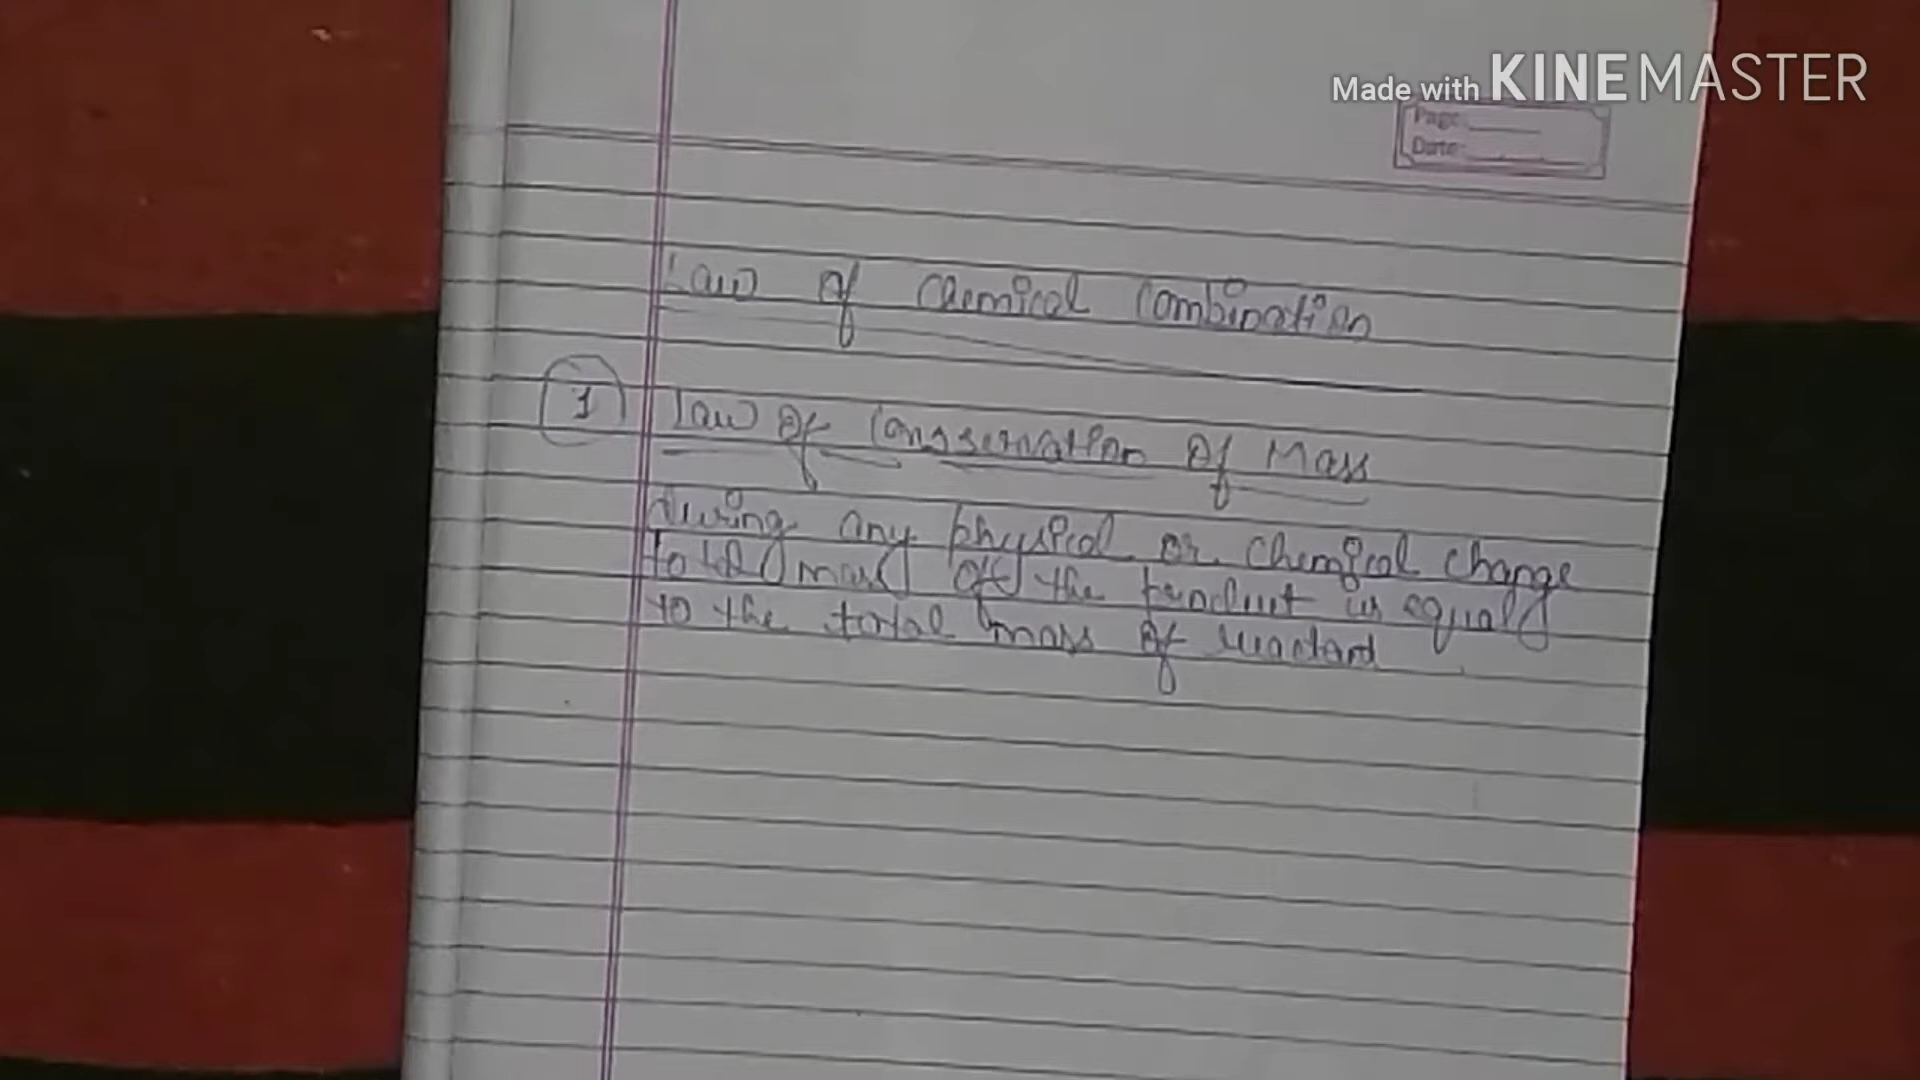 Made with KINEMASTER
Page
Date
Law of Chemical Combination
1 Law of Consservation of Mass
during any physical or chemical change
total mass of the product is equal
to the total mass of reactant